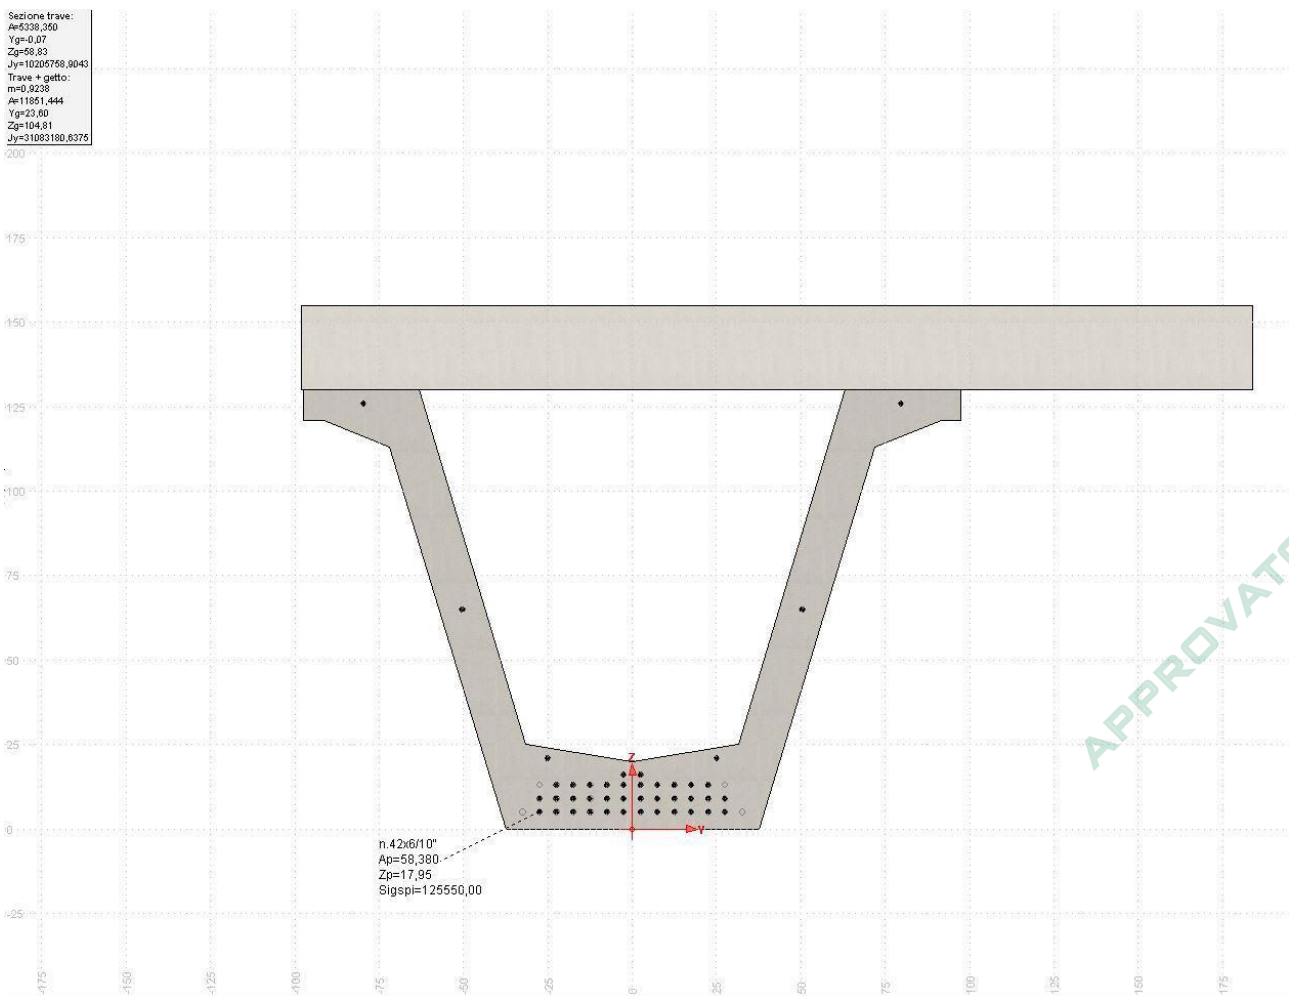 Sezione trave:
A=5338,350
Yg=-0,07
Zg=58,83
Jy=10205758,9043
Trave + getto:
m=0,9238
A=11851,444
Yg=23,60
Zg=104,81
Jy=31083180,6375
200
175
150
125
100
75
50
25
0
-25
Z
Y
n.42x6/10"
Ap=58,380
Zp=17,95
Sigspi=125550,00
APPROVAT
-175
-150
-125
-100
-75
-50
-25
0
25
50
75
100
125
150
175